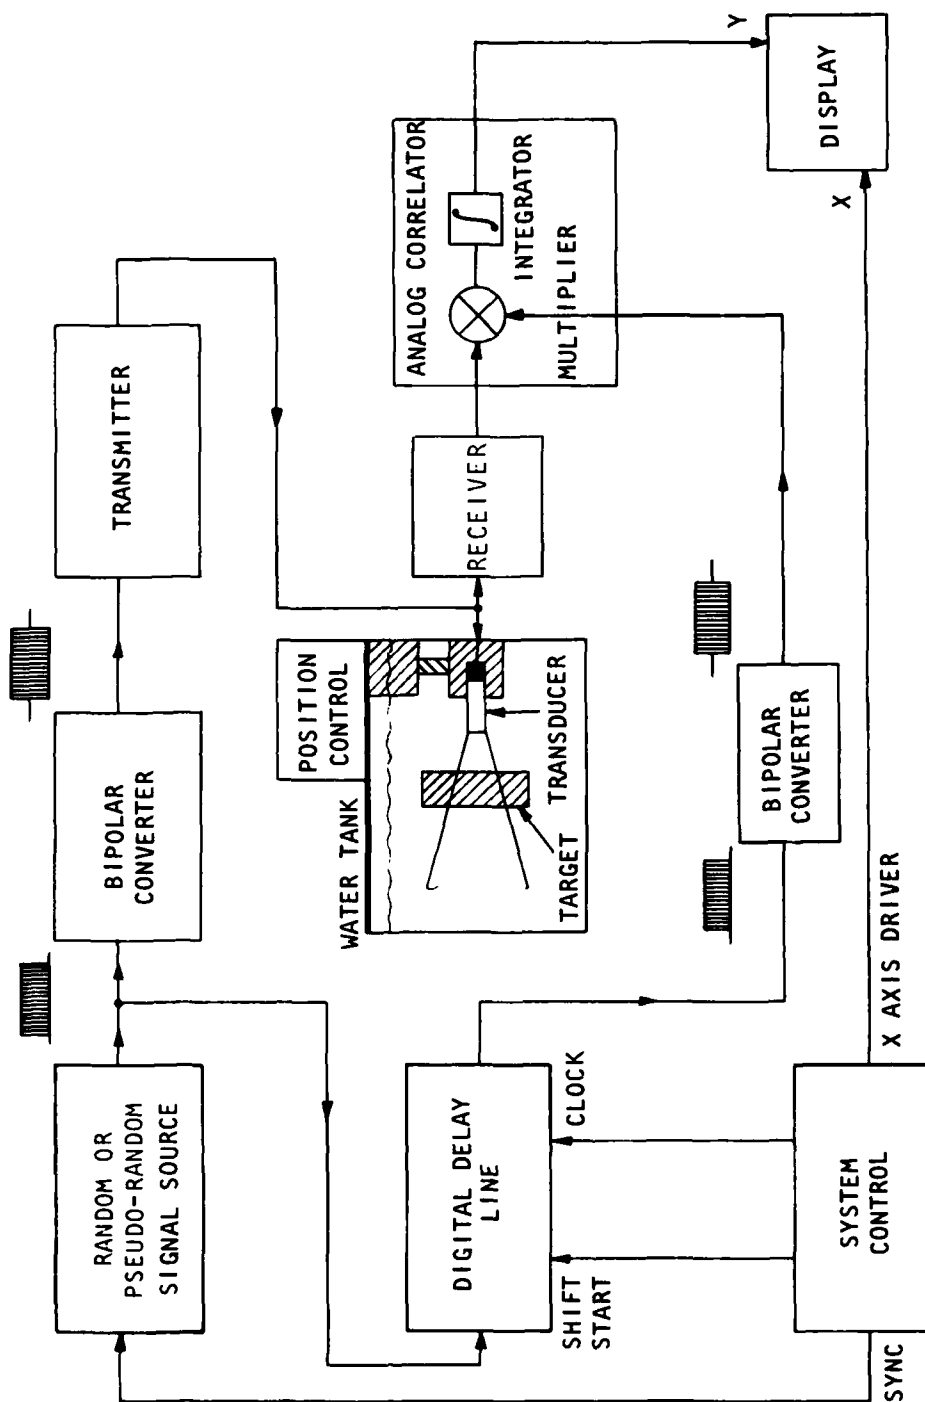 RANDOM OR
PSEUDO-RANDOM
SIGNAL SOURCE
BIPOLAR
CONVERTER
TRANSMITTER
POSITION
CONTROL
WATER TANK
TARGET
TRANSDUCER
RECEIVER
ANALOG CORRELATOR
INTEGRATOR
MULTIPLIER
Y
DISPLAY
X
DIGITAL DELAY
LINE
SHIFT
START
CLOCK
BIPOLAR
CONVERTER
SYNC
SYSTEM
CONTROL
X AXIS DRIVER